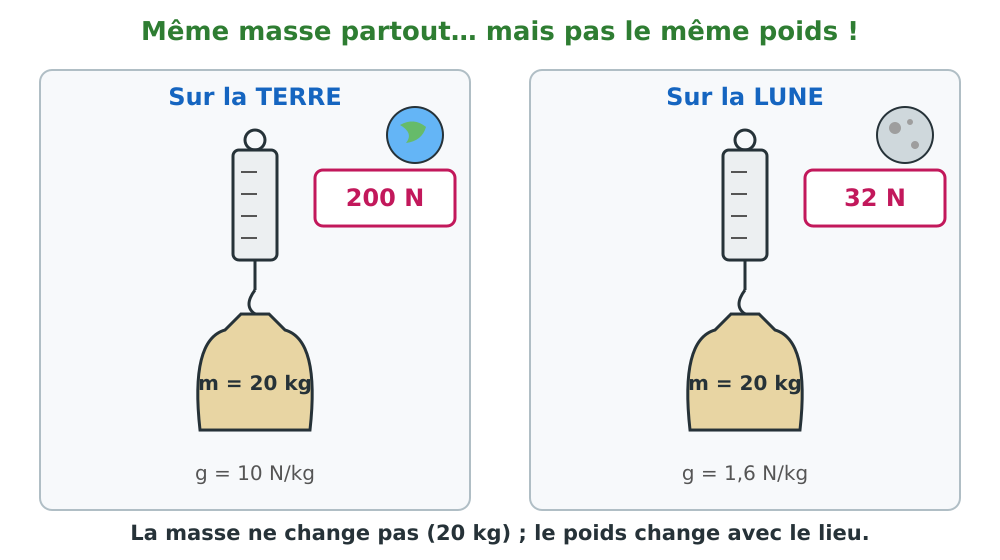 Même masse partout… mais pas le même poids !
Sur la TERRE
200 N
m = 20 kg
g = 10 N/kg
Sur la LUNE
32 N
m = 20 kg
g = 1,6 N/kg
La masse ne change pas (20 kg) ; le poids change avec le lieu.